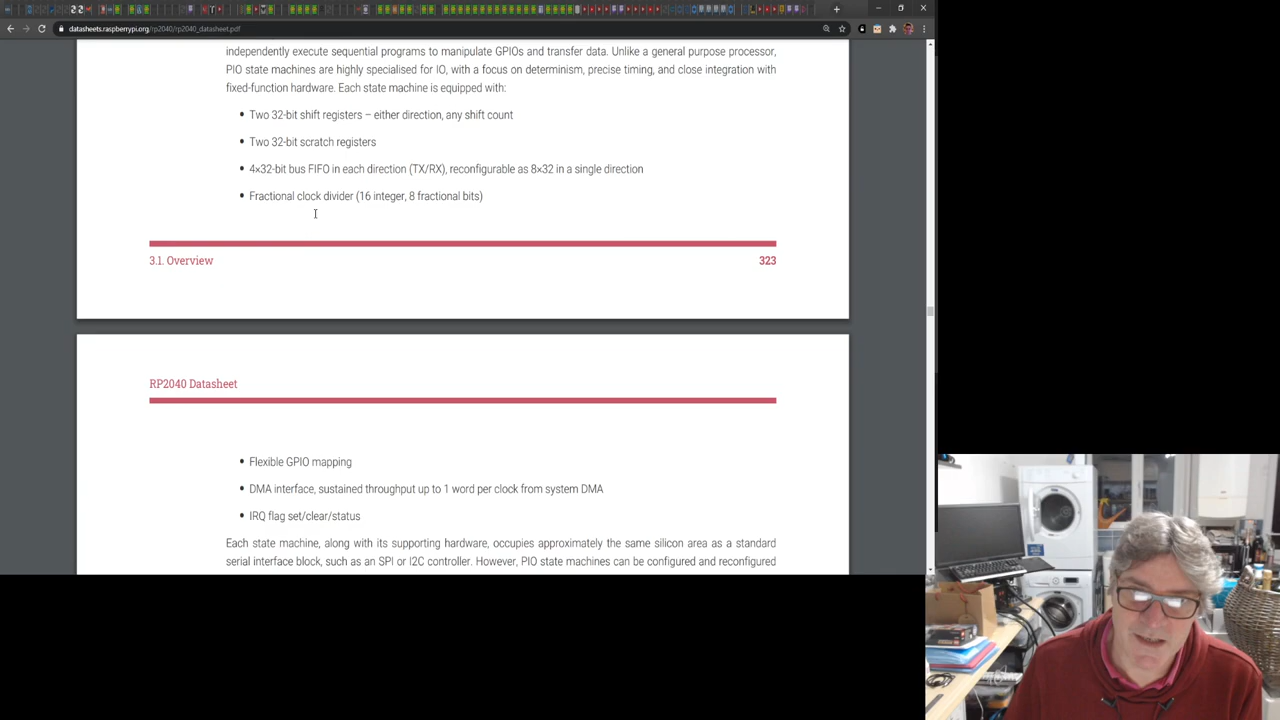 datasheets.raspberrypi.org/rp2040/rp2040_datasheet.pdf
independently execute sequential programs to manipulate GPIOs and transfer data. Unlike a general purpose processor,
PIO state machines are highly specialised for IO, with a focus on determinism, precise timing, and close integration with
fixed-function hardware. Each state machine is equipped with:
• Two 32-bit shift registers – either direction, any shift count
• Two 32-bit scratch registers
• 4×32-bit bus FIFO in each direction (TX/RX), reconfigurable as 8×32 in a single direction
• Fractional clock divider (16 integer, 8 fractional bits)
3.1. Overview 323
RP2040 Datasheet
• Flexible GPIO mapping
• DMA interface, sustained throughput up to 1 word per clock from system DMA
• IRQ flag set/clear/status
Each state machine, along with its supporting hardware, occupies approximately the same silicon area as a standard
serial interface block, such as an SPI or I2C controller. However, PIO state machines can be configured and reconfigured